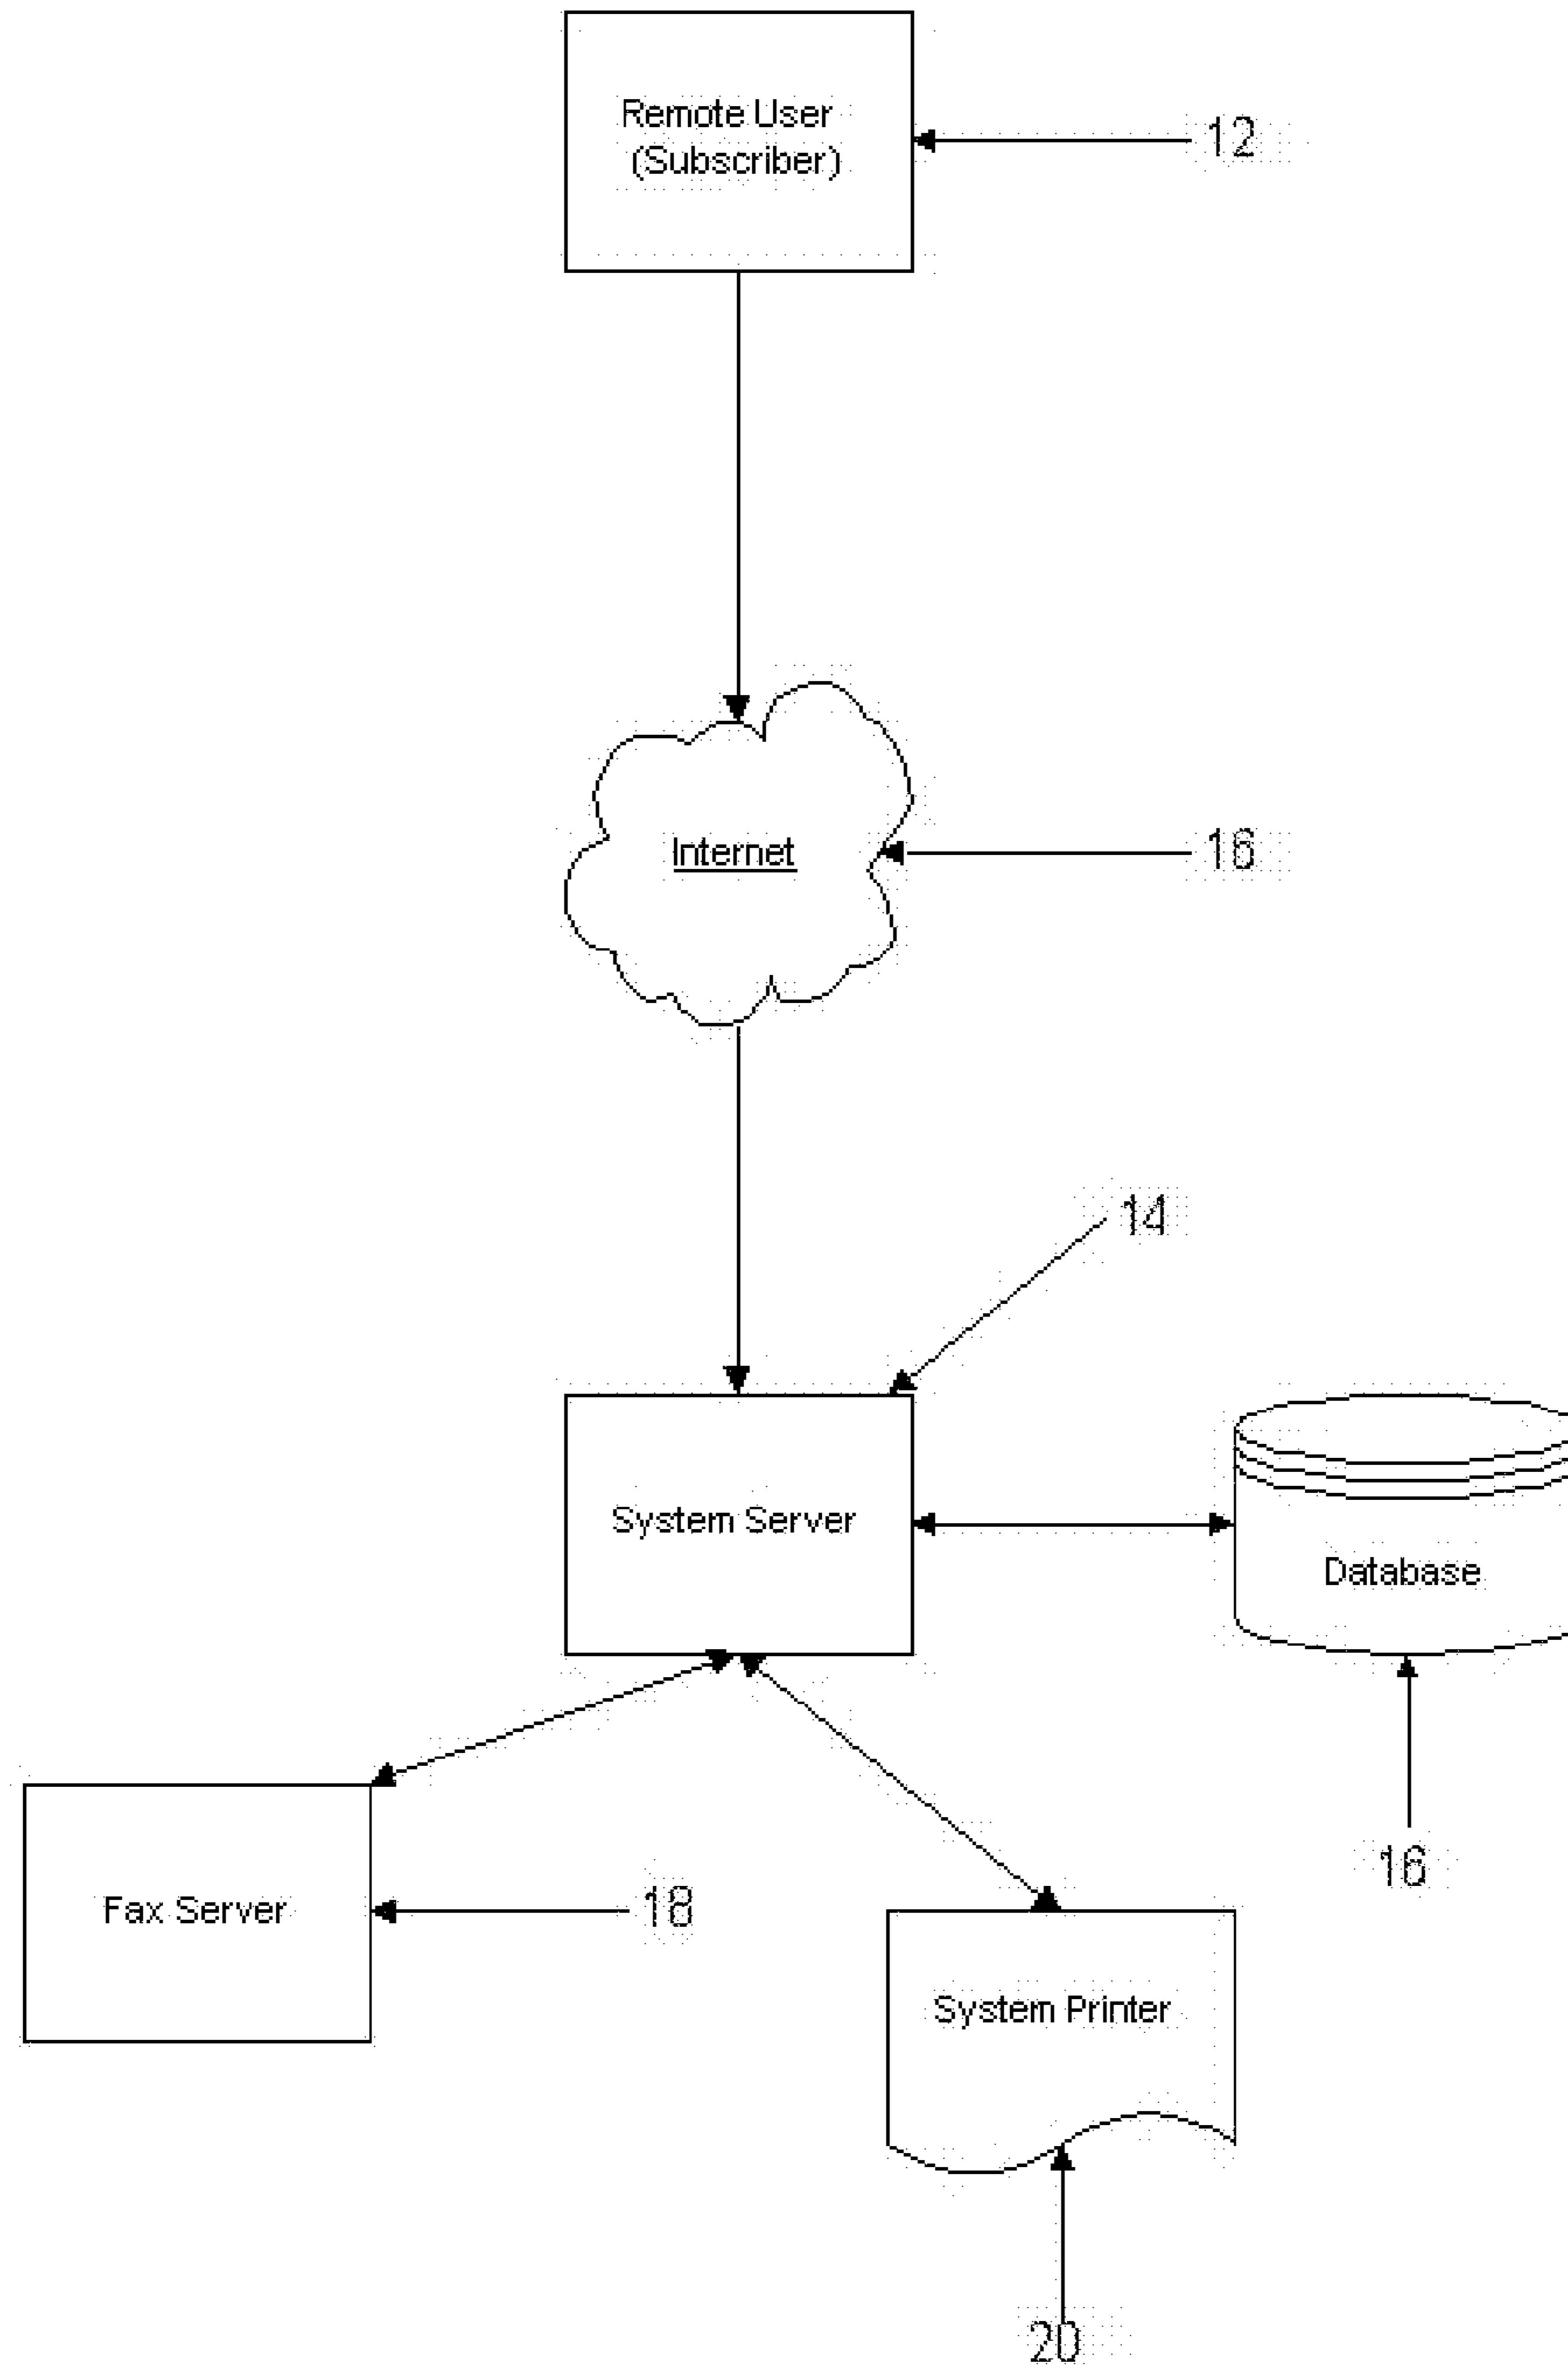 Remote User
(Subscriber)
12
Internet
16
14
System Server
Database
16
Fax Server
18
System Printer
20